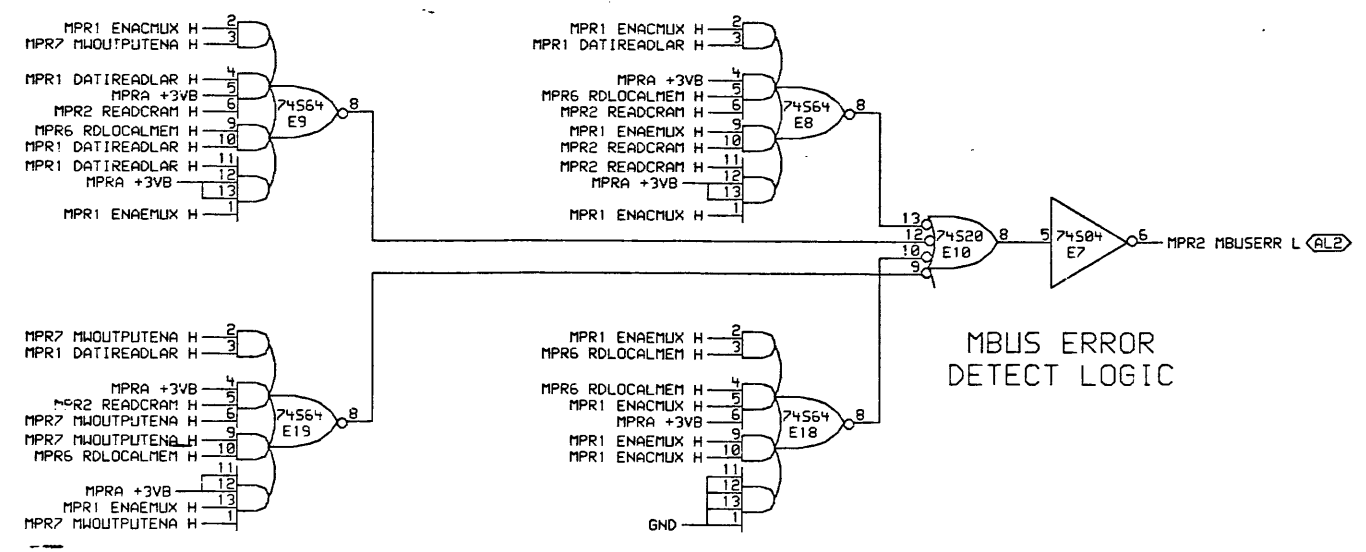 MPR1 ENACMUX H 2
MPR7 MWOUTPUTENA H 3
MPR1 DATIREADLAR H 4
MPRA +3VB 5
MPR2 READCRAM H 6
MPR6 RDLOCALMEM H 9
MPR1 DATIREADLAR H 10
MPR1 DATIREADLAR H 11
MPRA +3VB 12
13
MPR1 ENAEMUX H 1
74S64
E9
8
MPR1 ENACMUX H 2
MPR1 DATIREADLAR H 3
MPRA +3VB 4
MPR6 RDLOCALMEM H 5
MPR2 READCRAM H 6
MPR1 ENAEMUX H 9
MPR2 READCRAM H 10
MPR2 READCRAM H 11
MPRA +3VB 12
13
MPR1 ENACMUX H 1
74S64
E8
8
13
12
10
9
74S20
E10
8
5
74S04
E7
6
MPR2 MBUSERR L AL2
MPR7 MWOUTPUTENA H 2
MPR1 DATIREADLAR H 3
MPRA +3VB 4
MPR2 READCRAM H 5
MPR7 MWOUTPUTENA H 6
MPR7 MWOUTPUTENA H 9
MPR6 RDLOCALMEM H 10
11
MPRA +3VB 12
MPR1 ENAEMUX H 13
MPR7 MWOUTPUTENA H 1
74S64
E19
8
MPR1 ENAEMUX H 2
MPR6 RDLOCALMEM H 3
MPR6 RDLOCALMEM H 4
MPR1 ENACMUX H 5
MPRA +3VB 6
MPR1 ENAEMUX H 9
MPR1 ENACMUX H 10
11
12
13
GND 1
74S64
E18
8
MBUS ERROR
DETECT LOGIC